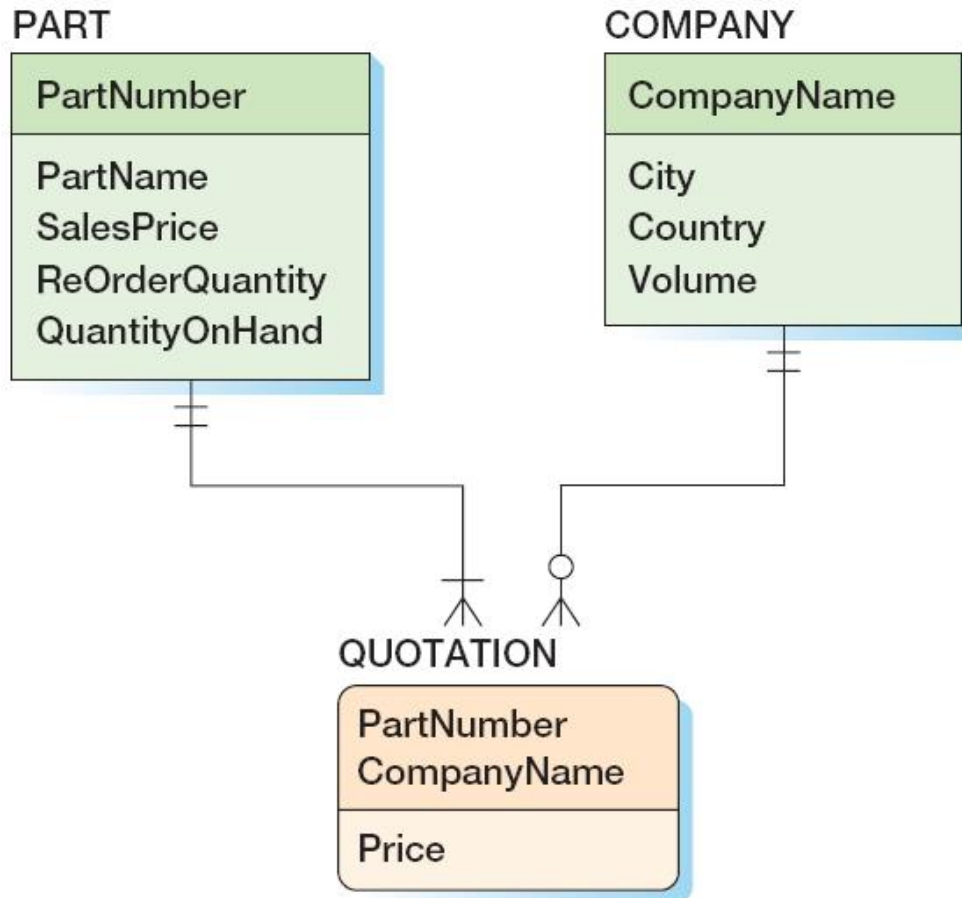 PART
PartNumber
PartName
SalesPrice
ReOrderQuantity
QuantityOnHand
COMPANY
CompanyName
City
Country
Volume
QUOTATION
PartNumber
CompanyName
Price